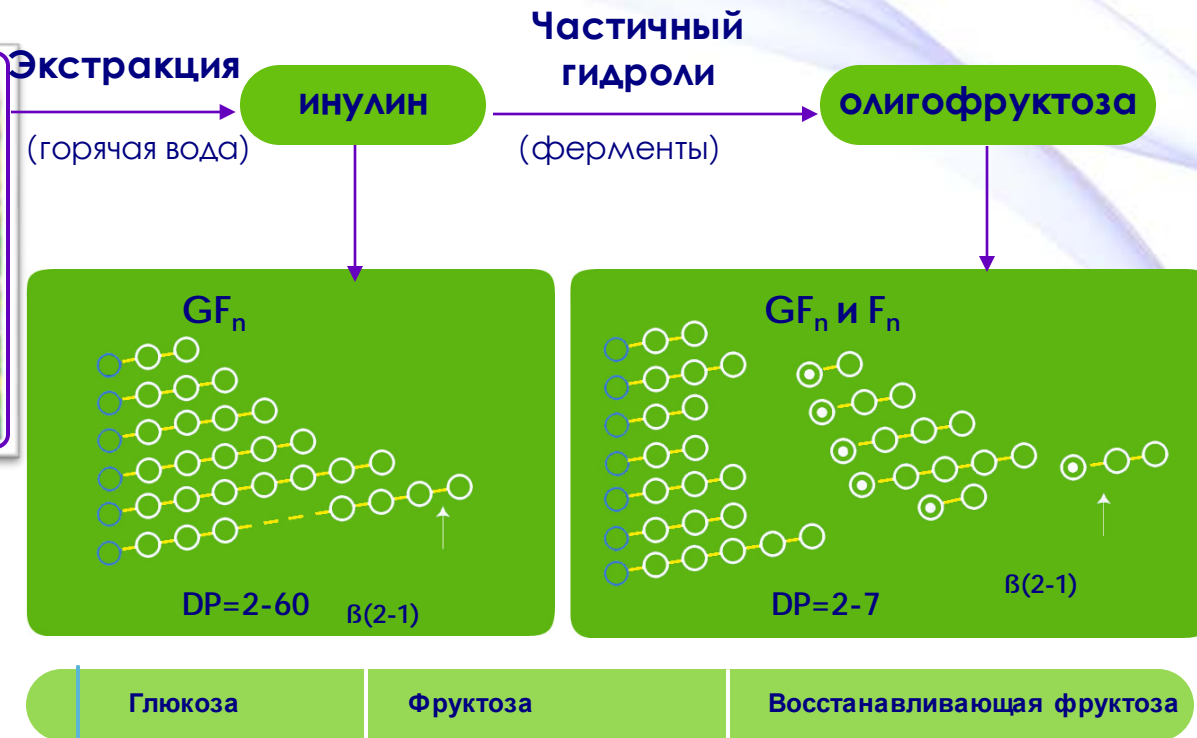 Экстракция
(горячая вода)
инулин
Частичный
гидроли
(ферменты)
олигофруктоза
GFn
DP=2-60
ß(2-1)
GFn и Fn
DP=2-7
ß(2-1)
Глюкоза
Фруктоза
Восстанавливающая фруктоза